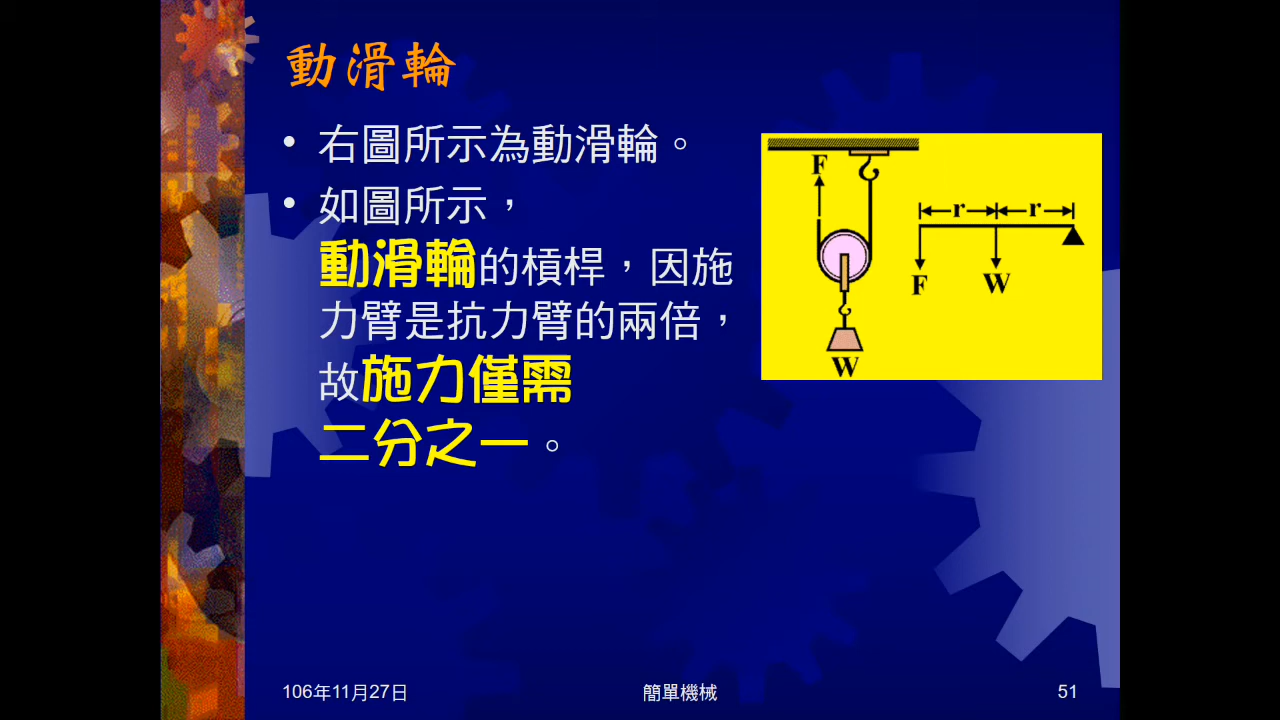 動滑輪
• 右圖所示為動滑輪。
• 如圖所示，
動滑輪的槓桿，因施
力臂是抗力臂的兩倍，
故施力僅需
二分之一。
F
W
r r
F W
106年11月27日 簡單機械 51